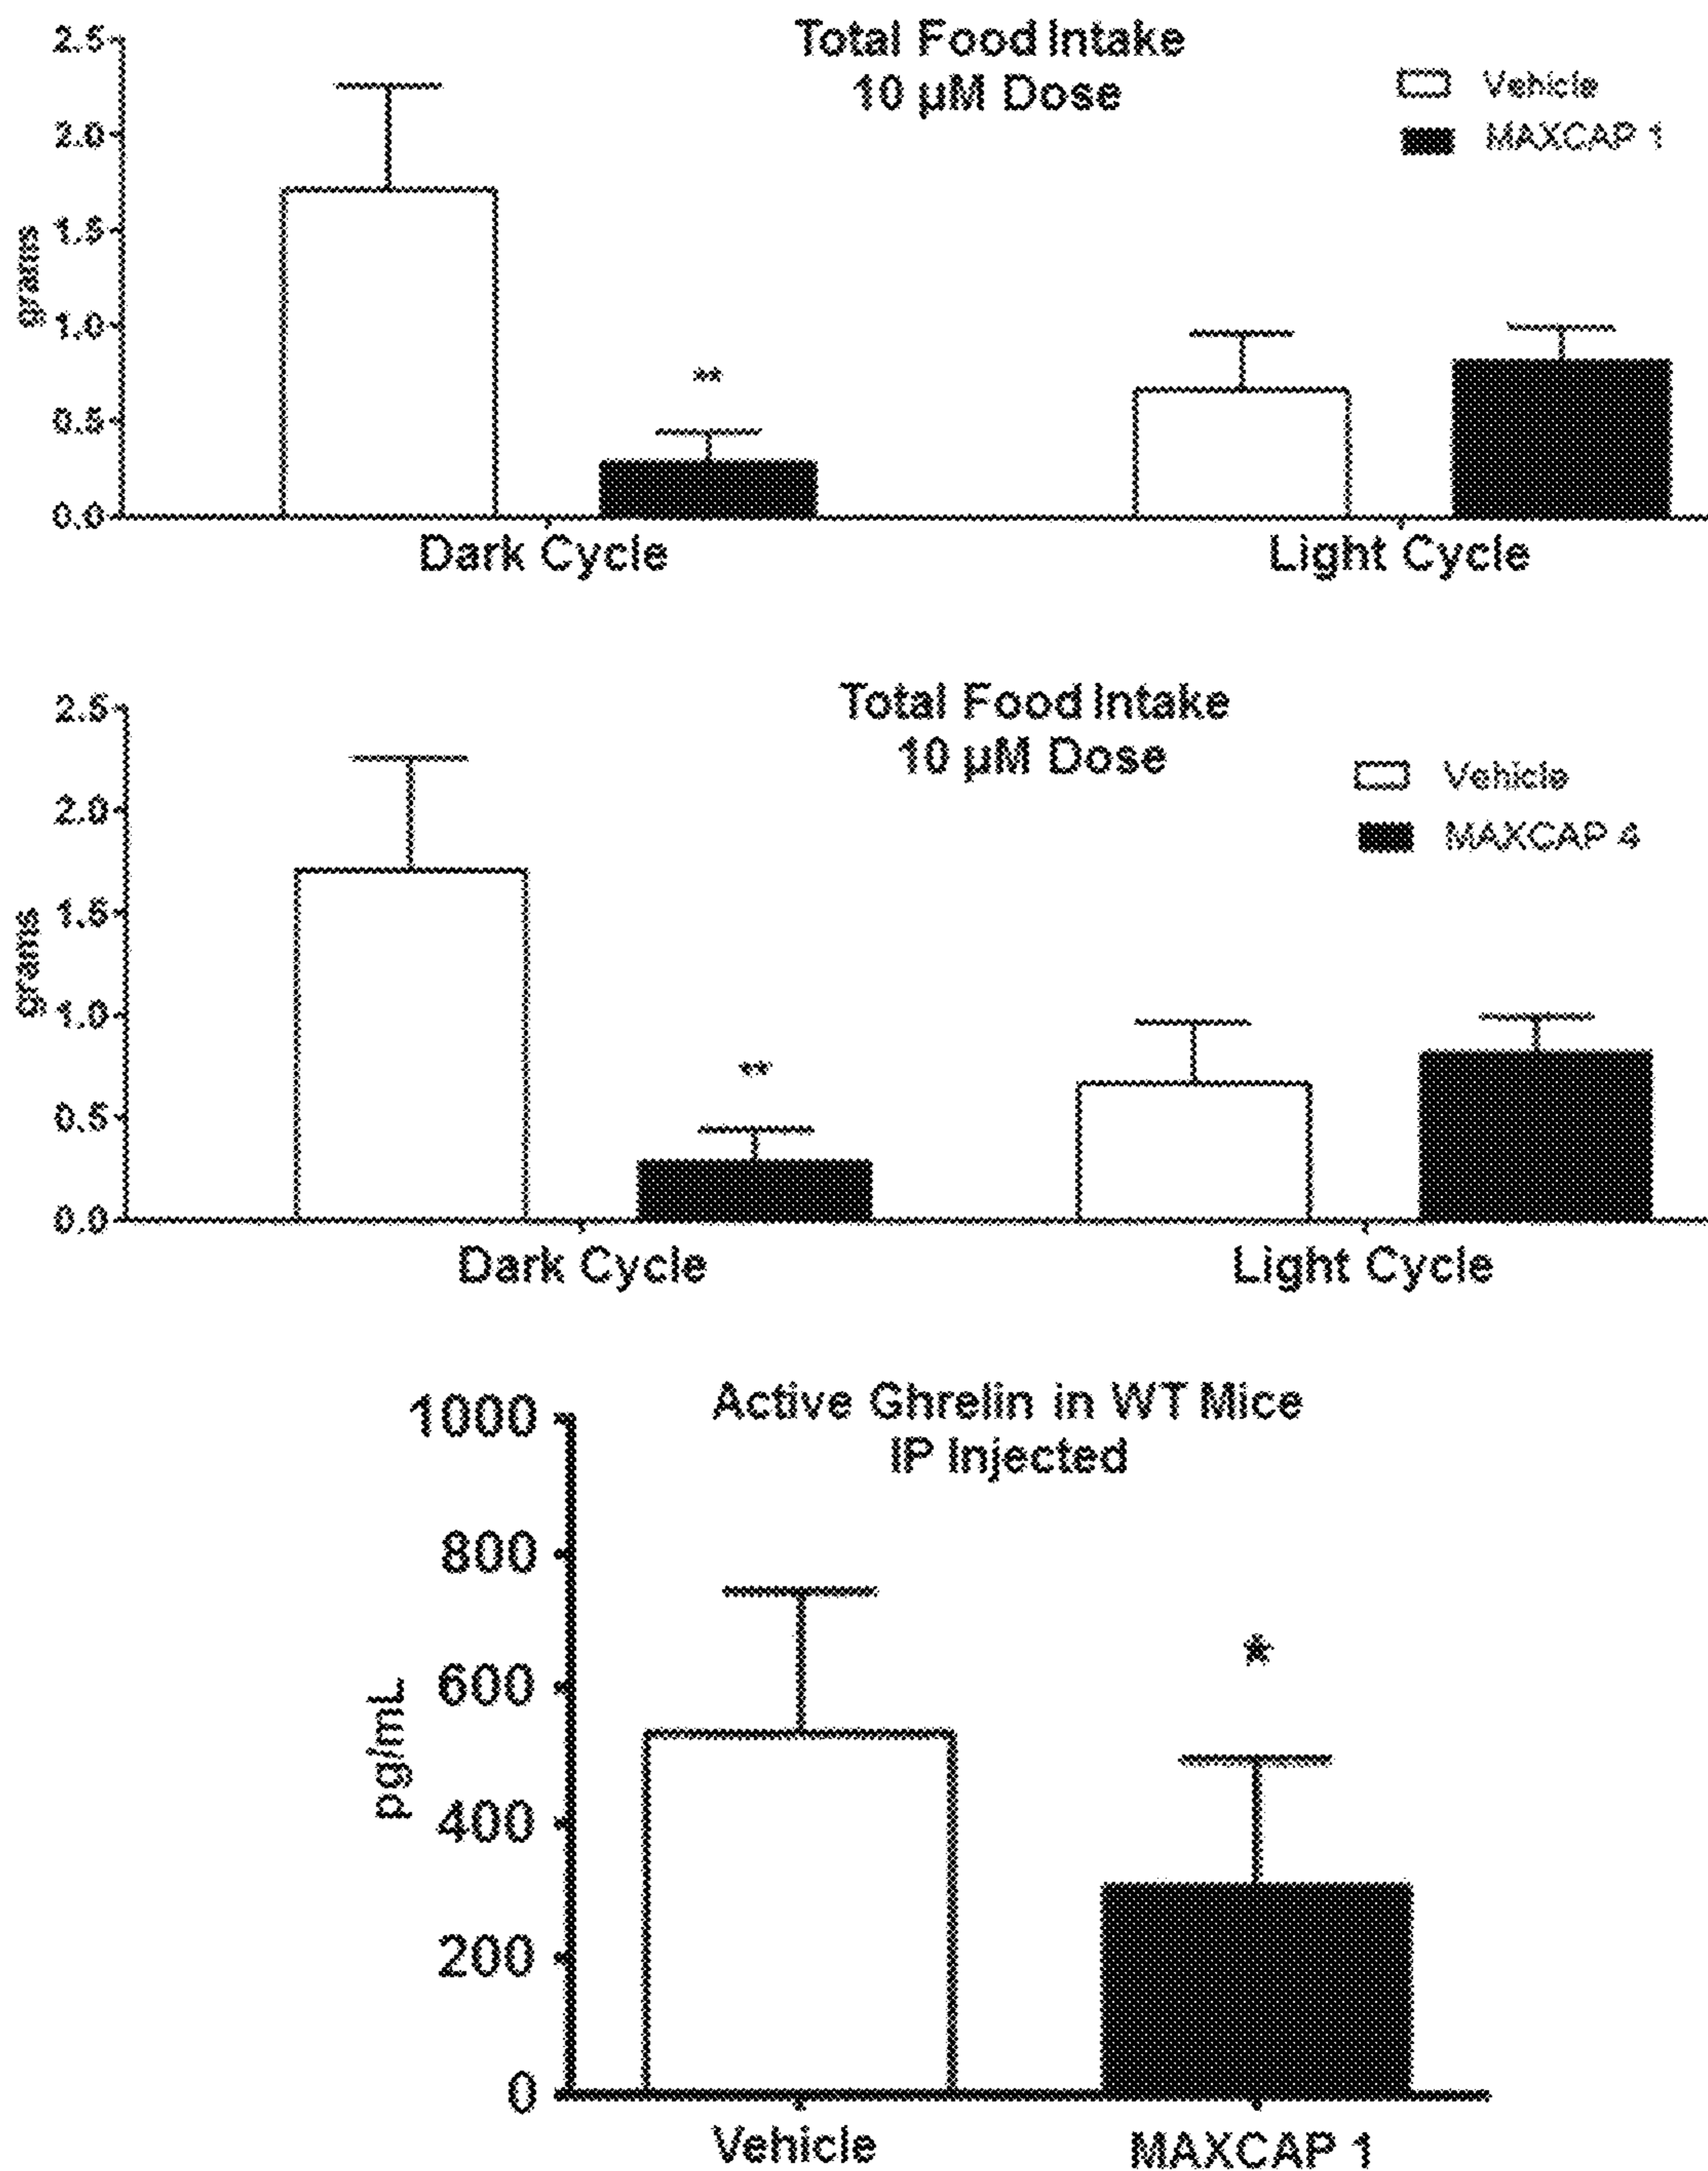 Total Food Intake
10 µM Dose
Vehicle
MAXCAP 1
grams
2.5
2.0
1.5
1.0
0.5
0.0
**
Dark Cycle
Light Cycle
Total Food Intake
10 µM Dose
Vehicle
MAXCAP 4
grams
2.5
2.0
1.5
1.0
0.5
0.0
**
Dark Cycle
Light Cycle
Active Ghrelin in WT Mice
IP Injected
pg/mL
1000
800
600
400
200
0
*
Vehicle
MAXCAP 1